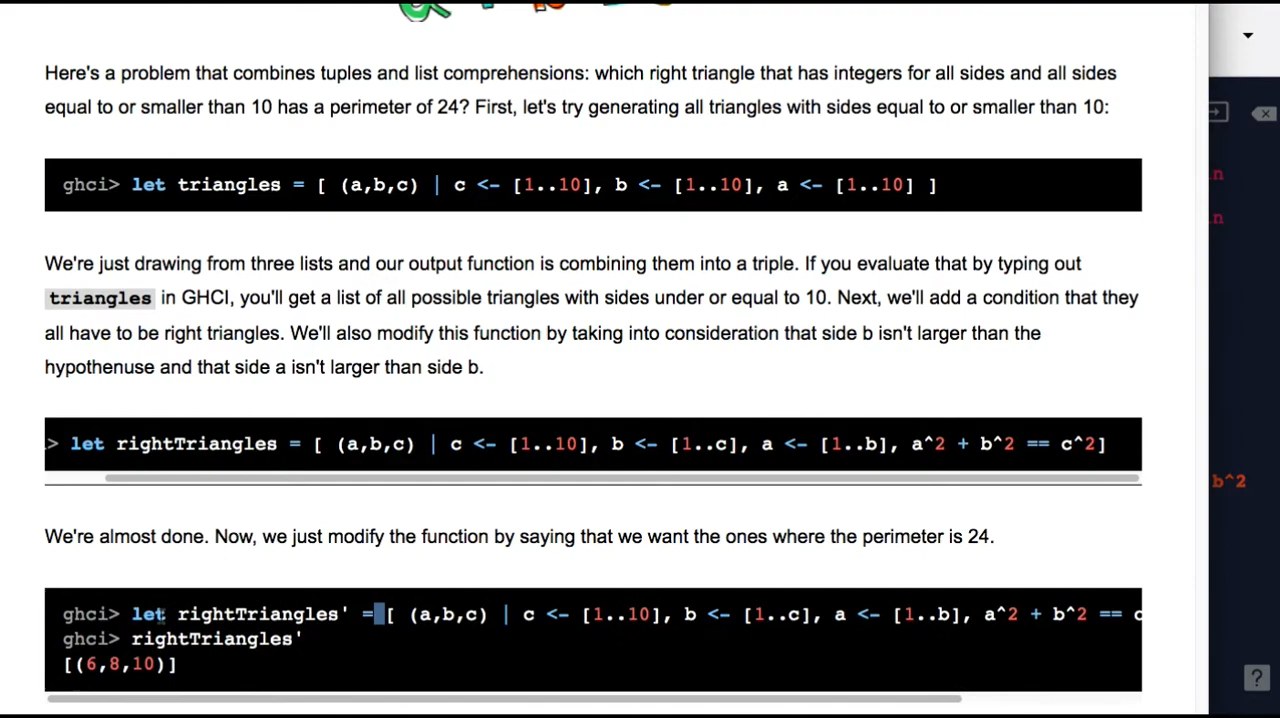 Here's a problem that combines tuples and list comprehensions: which right triangle that has integers for all sides and all sides
equal to or smaller than 10 has a perimeter of 24? First, let's try generating all triangles with sides equal to or smaller than 10:
ghci> let triangles = [ (a,b,c) | c <- [1..10], b <- [1..10], a <- [1..10] ]
We're just drawing from three lists and our output function is combining them into a triple. If you evaluate that by typing out
triangles in GHCI, you'll get a list of all possible triangles with sides under or equal to 10. Next, we'll add a condition that they
all have to be right triangles. We'll also modify this function by taking into consideration that side b isn't larger than the
hypothenuse and that side a isn't larger than side b.
> let rightTriangles = [ (a,b,c) | c <- [1..10], b <- [1..c], a <- [1..b], a^2 + b^2 == c^2]
We're almost done. Now, we just modify the function by saying that we want the ones where the perimeter is 24.
ghci> let rightTriangles' = [ (a,b,c) | c <- [1..10], b <- [1..c], a <- [1..b], a^2 + b^2 == c
ghci> rightTriangles'
[(6,8,10)]
n
n
b^2
?